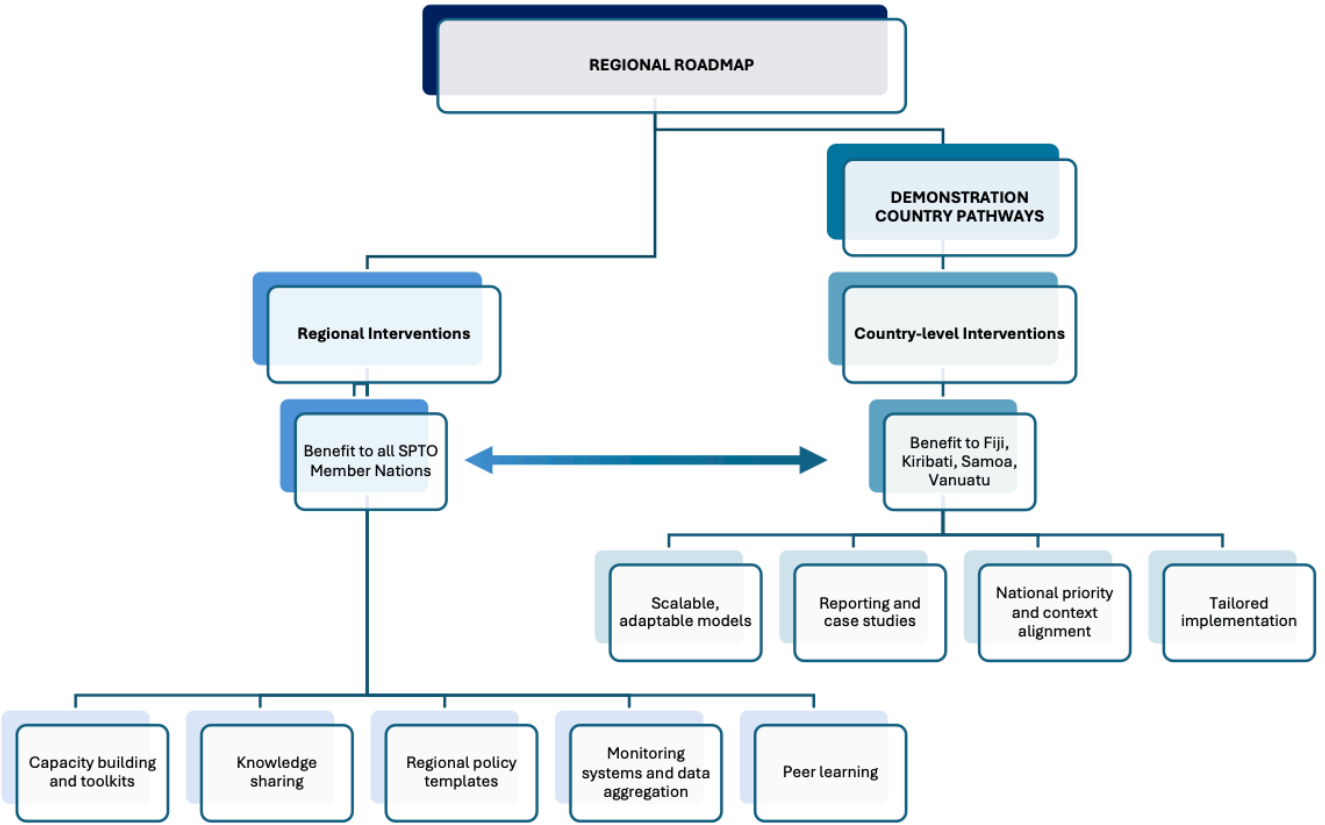 REGIONAL ROADMAP
DEMONSTRATION
COUNTRY PATHWAYS
Regional Interventions
Country-level Interventions
Benefit to all SPTO
Member Nations
Benefit to Fiji,
Kiribati, Samoa,
Vanuatu
Scalable,
adaptable models
Reporting and
case studies
National priority
and context
alignment
Tailored
implementation
Capacity building
and toolkits
Knowledge
sharing
Regional policy
templates
Monitoring
systems and data
aggregation
Peer learning